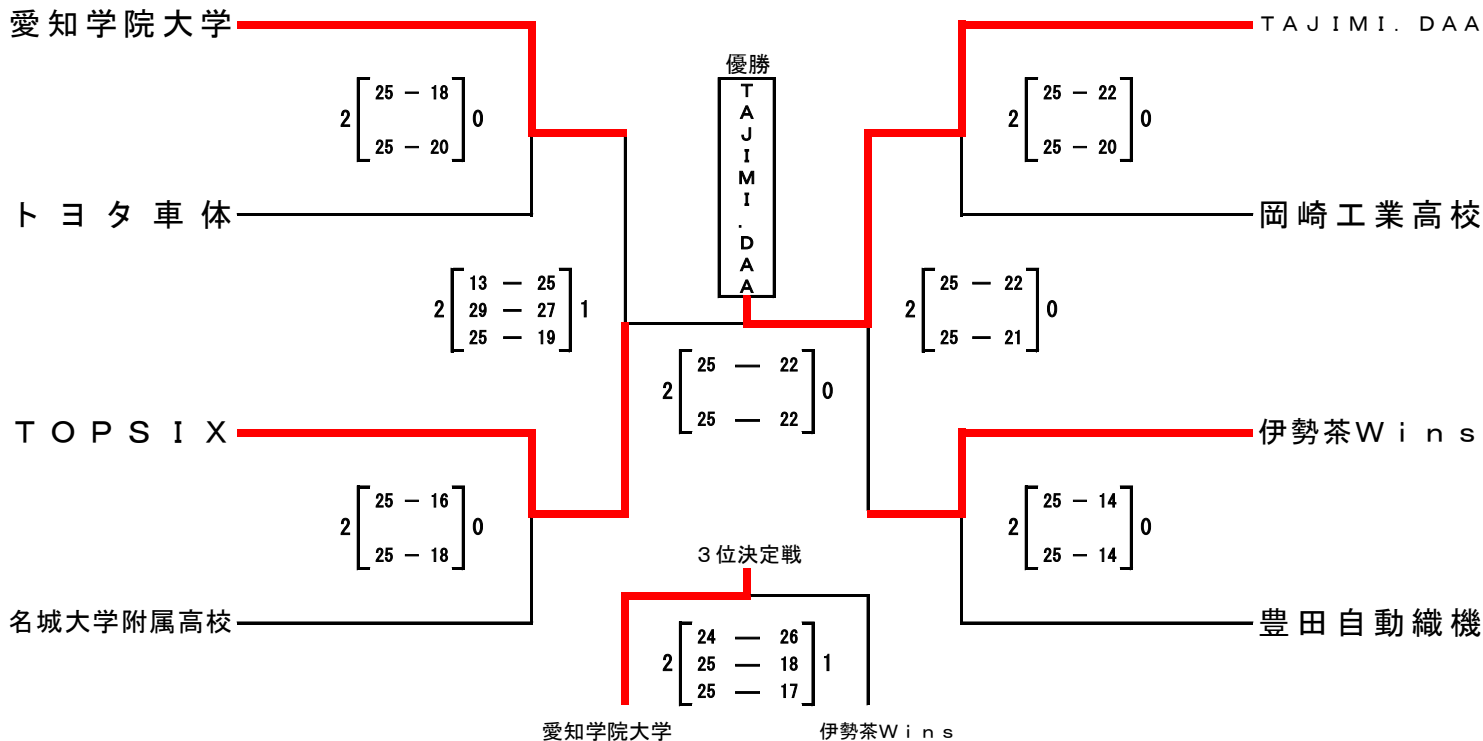 愛知学院大学
TAJIMI.DAA
優勝
TAJIMI.DAA
2 25 - 18 0
25 - 20
2 25 - 22 0
25 - 20
トヨタ車体
岡崎工業高校
13 - 25
2 29 - 27 1
25 - 19
2 25 - 22 0
25 - 21
2 25 - 22 0
25 - 22
TOPSIX
伊勢茶Wins
2 25 - 16 0
25 - 18
2 25 - 14 0
25 - 14
3位決定戦
名城大学附属高校
豊田自動織機
24 - 26
2 25 - 18 1
25 - 17
愛知学院大学
伊勢茶Wins